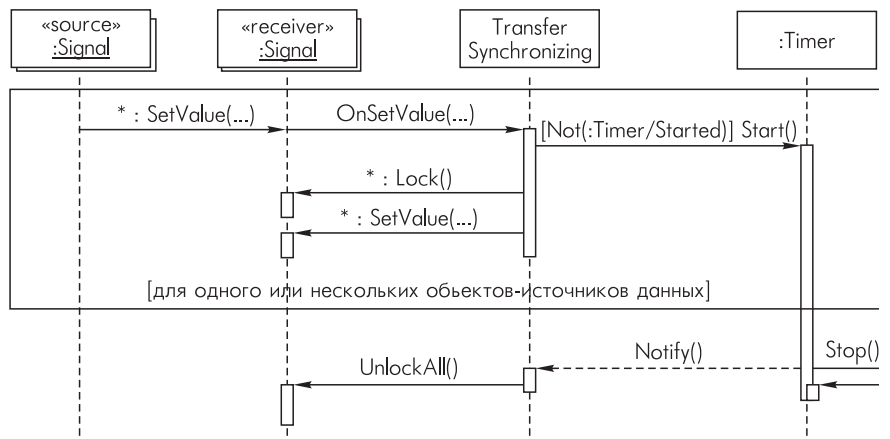 «source»
:Signal
«receiver»
:Signal
Transfer
Synchronizing
:Timer
* : SetValue(...)
OnSetValue(...)
[Not(:Timer/Started)] Start()
* : Lock()
* : SetValue(...)
[для одного или нескольких обьектов-источников данных]
Notify()
Stop()
UnlockAll()